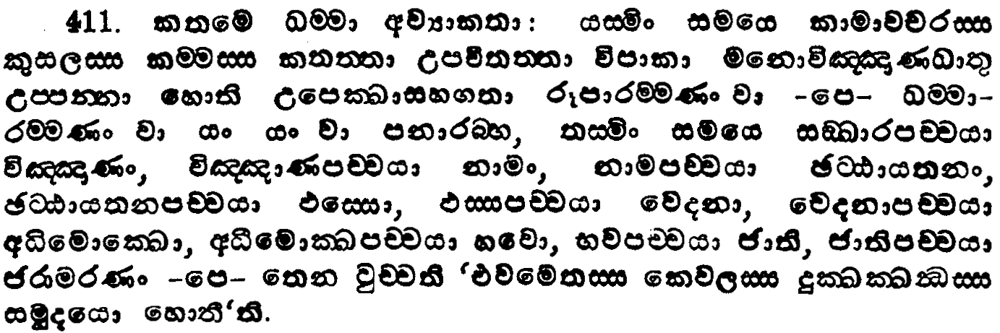 411. කතමෙ ධම්මා අව්‍යාකතා: යස්මිං සමයෙ කාමාවචරස්ස
කුසලස්ස කම්මස්ස කතත්තා උපචිතත්තා විපාකා මනොවිඤ්ඤාණධාතු
උප්පන්නා හොති උපෙක්ඛාසහගතා රූපාරම්මණං වා -පෙ- ධම්මා-
රම්මණං වා යං යං වා පනාරබ්භ, තස්මිං සමයෙ සඞ්ඛාරපච්චයා
විඤ්ඤාණං, විඤ්ඤාණපච්චයා නාමං, නාමපච්චයා ඡට්ඨායතනං,
ඡට්ඨායතනපච්චයා ඵස්සො, ඵස්සපච්චයා වෙදනා, වෙදනාපච්චයා
අධිමොක්ඛො, අධිමොක්ඛපච්චයා භවො, භවපච්චයා ජාති, ජාතිපච්චයා
ජරාමරණං -පෙ- තෙන වුච්චති ‘එවමෙතස්ස කෙවලස්ස දුක්ඛක්ඛන්ධස්ස
සමුදයො හොතී‘ති.